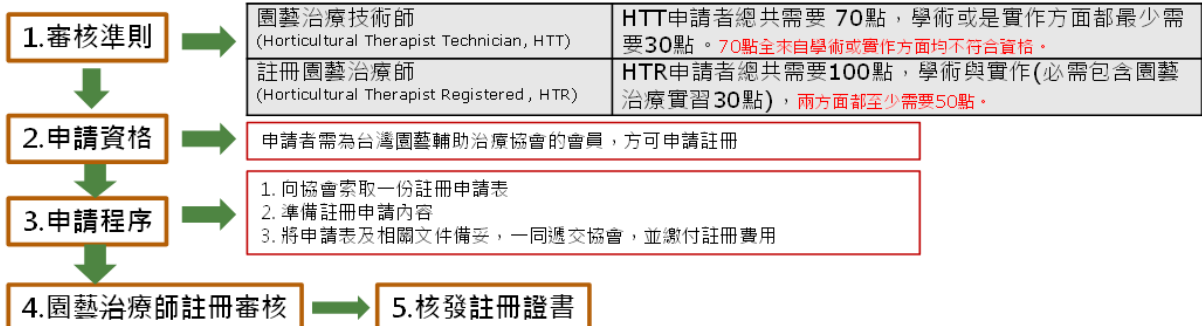 1.審核準則
園藝治療技術師
(Horticultural Therapist Technician, HTT)
HTT申請者總共需要 70點，學術或是實作方面都最少需
要30點。70點全來自學術或實作方面均不符合資格。
註冊園藝治療師
(Horticultural Therapist Registered , HTR)
HTR申請者總共需要100點，學術與實作(必需包含園藝
治療實習30點)，兩方面都至少需要50點。
2.申請資格
申請者需為台灣園藝輔助治療協會的會員，方可申請註冊
3.申請程序
1. 向協會索取一份註冊申請表
2. 準備註冊申請內容
3. 將申請表及相關文件備妥，一同遞交協會，並繳付註冊費用
4.園藝治療師註冊審核
5.核發註冊證書